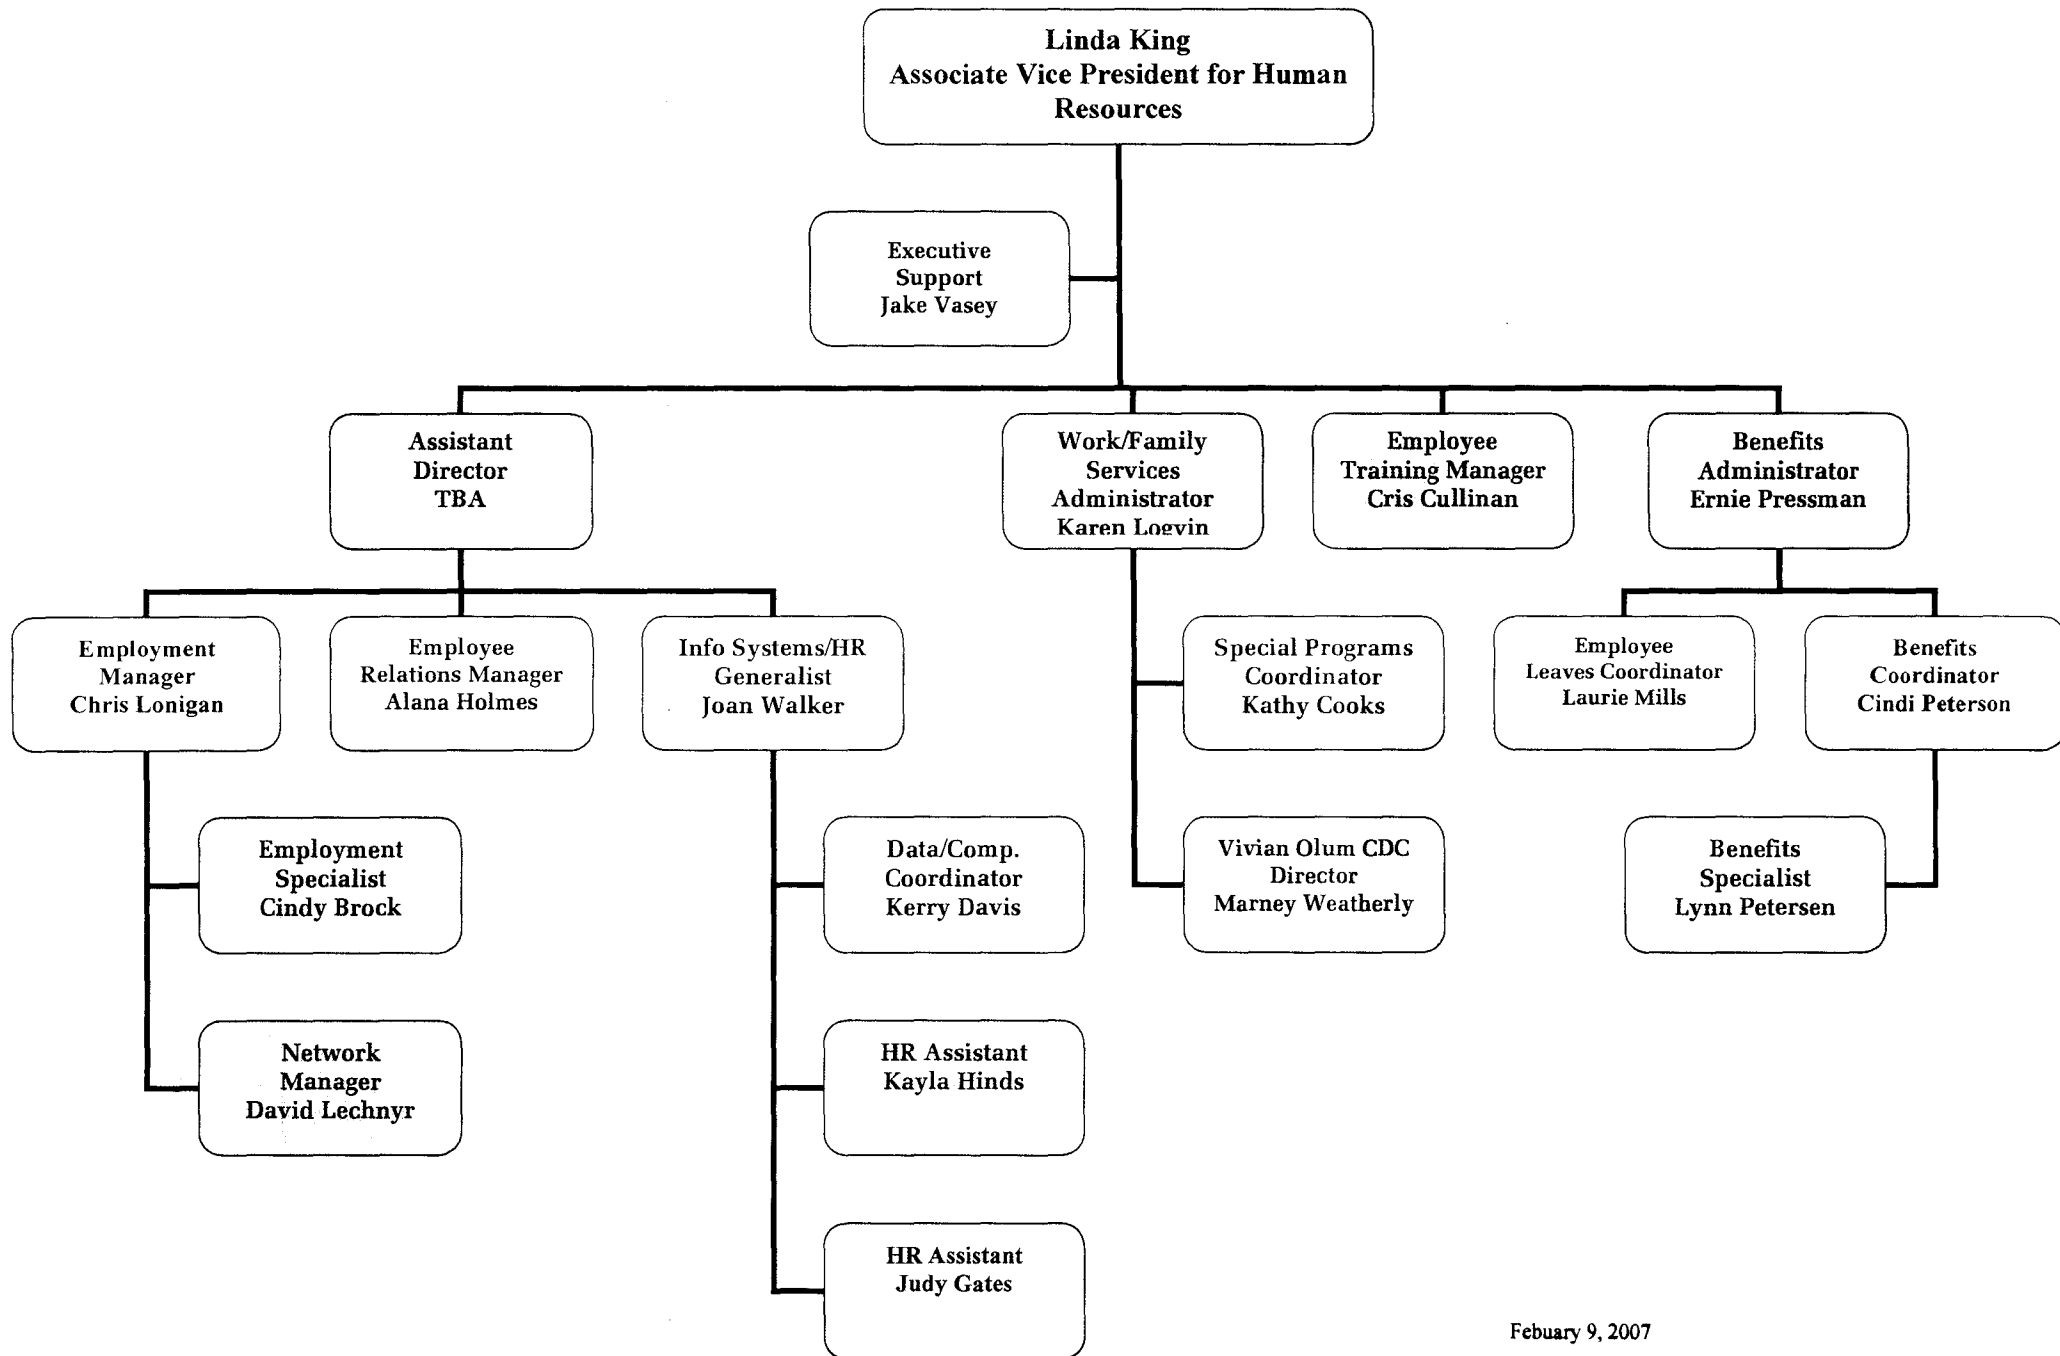 Linda King
Associate Vice President for Human
Resources
Executive
Support
Jake Vasey
Assistant
Director
TBA
Work/Family
Services
Administrator
Karen Logvin
Employee
Training Manager
Cris Cullinan
Benefits
Administrator
Ernie Pressman
Employment
Manager
Chris Lonigan
Employee
Relations Manager
Alana Holmes
Info Systems/HR
Generalist
Joan Walker
Special Programs
Coordinator
Kathy Cooks
Employee
Leaves Coordinator
Laurie Mills
Benefits
Coordinator
Cindi Peterson
Employment
Specialist
Cindy Brock
Data/Comp.
Coordinator
Kerry Davis
Vivian Olum CDC
Director
Marney Weatherly
Benefits
Specialist
Lynn Petersen
Network
Manager
David Lechnyr
HR Assistant
Kayla Hinds
HR Assistant
Judy Gates
Febuary 9, 2007